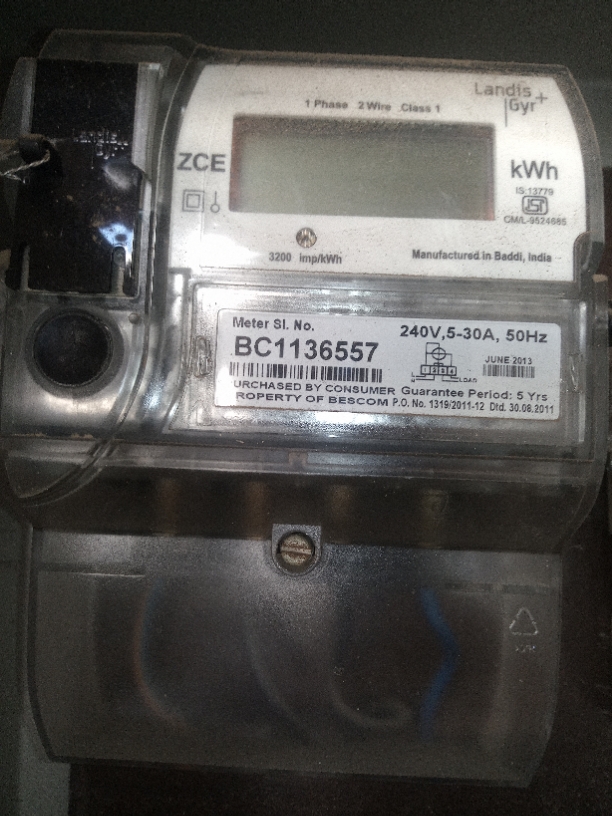 Landis
Gyr+
1 Phase 2 Wire Class 1
ZCE
kWh
IS:13779
ISI
CM/L-9524685
3200 imp/kWh
Manufactured in Baddi, India
Meter Sl. No.
240V,5-30A, 50Hz
BC1136557
JUNE 2013
LOAD
URCHASED BY CONSUMER Guarantee Period: 5 Yrs
ROPERTY OF BESCOM P.O. No. 1319/2011-12 Dtd. 30.08.2011